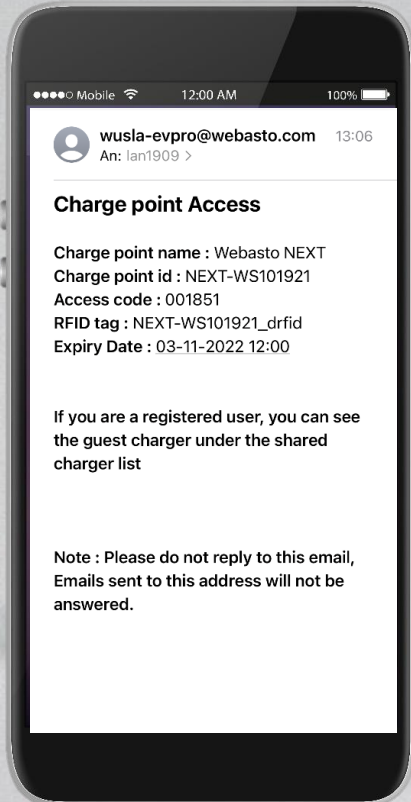 Mobile 12:00 AM 100%
wusla-evpro@webasto.com 13:06
An: Ian1909 >
Charge point Access
Charge point name : Webasto NEXT
Charge point id : NEXT-WS101921
Access code : 001851
RFID tag : NEXT-WS101921_drfid
Expiry Date : 03-11-2022 12:00
If you are a registered user, you can see
the guest charger under the shared
charger list
Note : Please do not reply to this email,
Emails sent to this address will not be
answered.